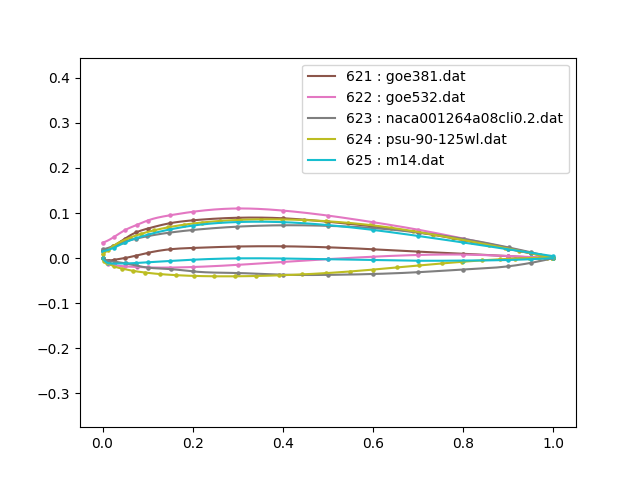 621 : goe381.dat
622 : goe532.dat
623 : naca001264a08cli0.2.dat
624 : psu-90-125wl.dat
625 : m14.dat
0.4
0.3
0.2
0.1
0.0
−0.1
−0.2
−0.3
0.0 0.2 0.4 0.6 0.8 1.0